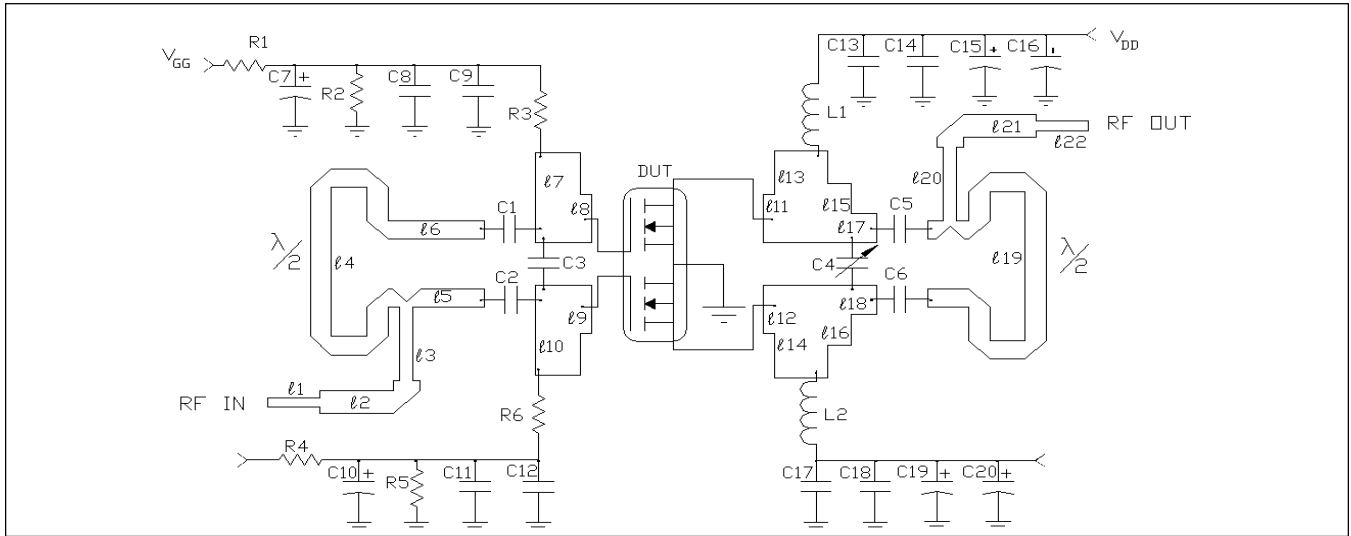 R1
V_GG
C7 +
R2
C8
C9
R3
C13
C14
C15 +
C16
V_DD
L1
ℓ21
RF OUT
ℓ22
ℓ20
DUT
ℓ7
ℓ8
ℓ13
ℓ11
ℓ15
ℓ17
C5
C1
ℓ6
λ/2
ℓ4
C3
C4
ℓ19
λ/2
C2
ℓ5
C6
ℓ18
ℓ9
ℓ10
ℓ12
ℓ16
ℓ14
ℓ3
ℓ1
ℓ2
RF IN
R6
L2
R4
C10 +
R5
C11
C12
C17
C18
C19 +
C20 +